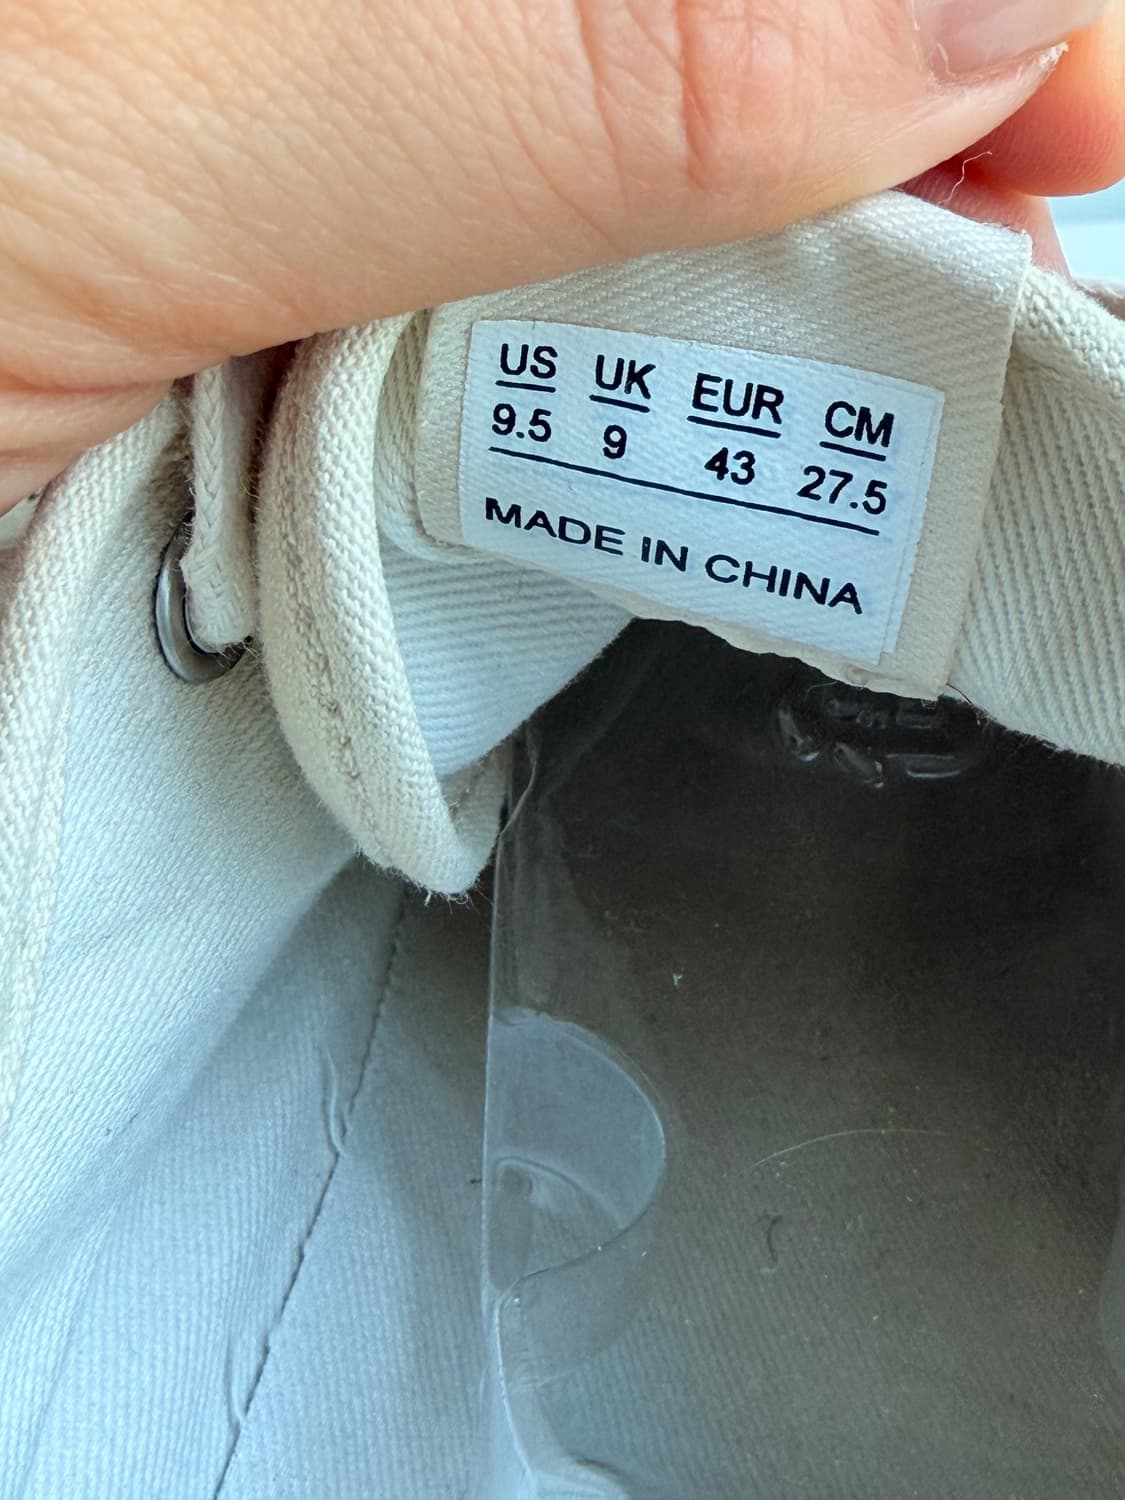 US UK EUR CM
9.5 9 43 27.5
MADE IN CHINA